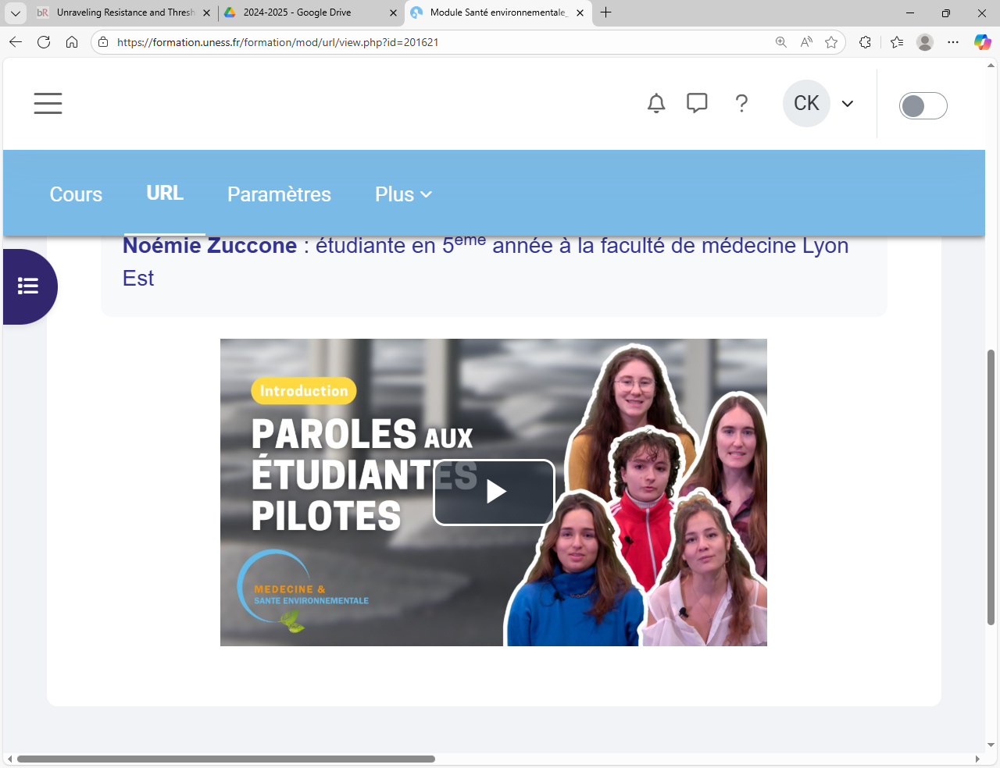 Unraveling Resistance and Thresh
2024-2025 - Google Drive
Module Santé environnementale_
https://formation.uness.fr/formation/mod/url/view.php?id=201621
CK
Cours
URL
Paramètres
Plus
Noémie Zuccone : étudiante en 5ème année à la faculté de médecine Lyon
Est
Introduction
PAROLES AUX
ÉTUDIANTES
PILOTES
MEDECINE &
SANTE ENVIRONNEMENTALE